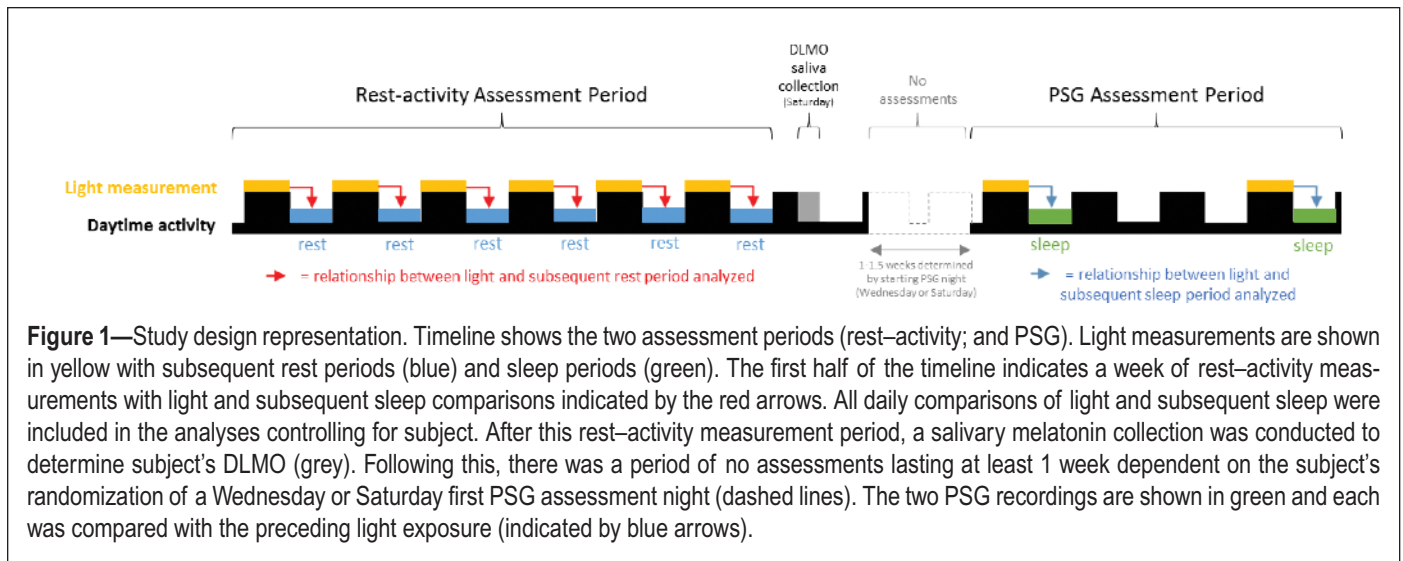 DLMO
saliva
collection
(Saturday)
No
assessments
Rest-activity Assessment Period
PSG Assessment Period
Light measurement
Daytime activity
rest rest rest rest rest rest sleep sleep
= relationship between light and subsequent rest period analyzed
1-1.5 weeks determined
by starting PSG night
(Wednesday or Saturday)
= relationship between light and
subsequent sleep period analyzed
Figure 1—Study design representation. Timeline shows the two assessment periods (rest–activity; and PSG). Light measurements are shown
in yellow with subsequent rest periods (blue) and sleep periods (green). The first half of the timeline indicates a week of rest–activity meas-
urements with light and subsequent sleep comparisons indicated by the red arrows. All daily comparisons of light and subsequent sleep were
included in the analyses controlling for subject. After this rest–activity measurement period, a salivary melatonin collection was conducted to
determine subject's DLMO (grey). Following this, there was a period of no assessments lasting at least 1 week dependent on the subject's
randomization of a Wednesday or Saturday first PSG assessment night (dashed lines). The two PSG recordings are shown in green and each
was compared with the preceding light exposure (indicated by blue arrows).